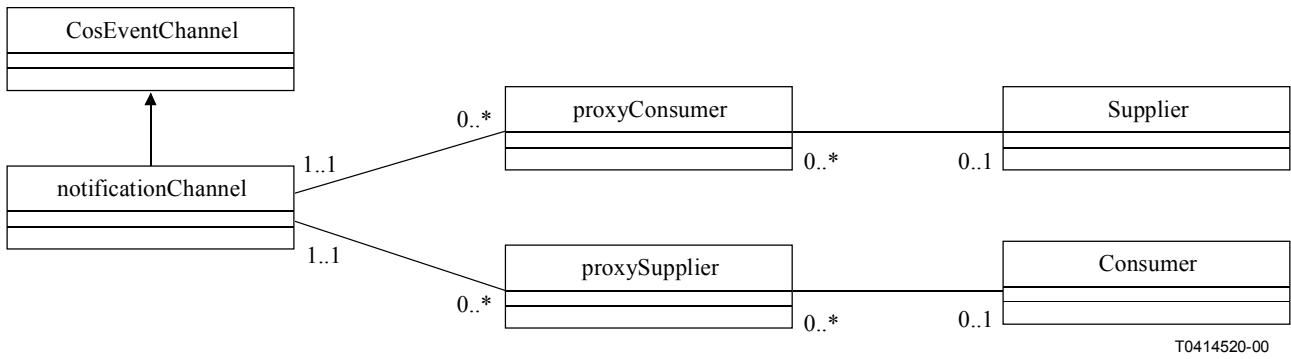 CosEventChannel
0..*
proxyConsumer
Supplier
1..1
0..*
0..1
notificationChannel
1..1
proxySupplier
Consumer
0..*
0..*
0..1
T0414520-00